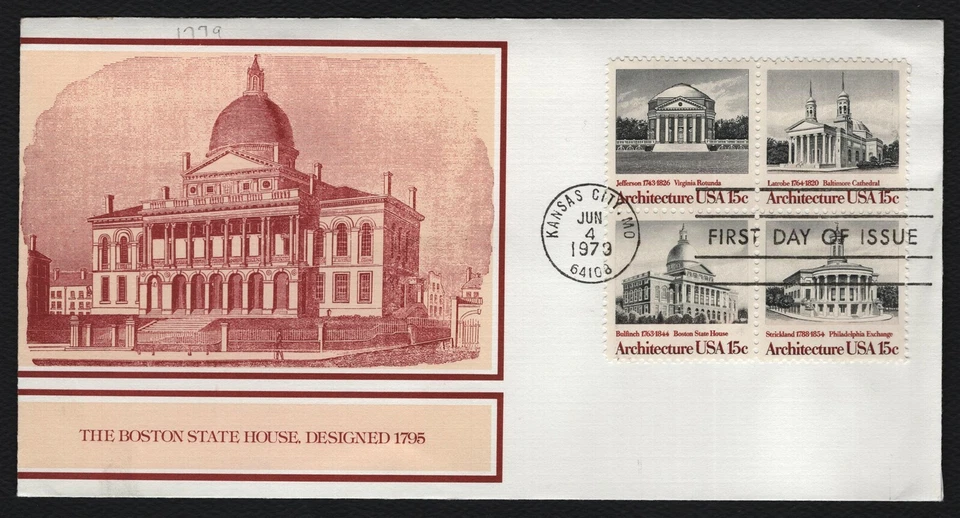 1779
THE BOSTON STATE HOUSE, DESIGNED 1795
Jefferson 1743-1826 Virginia Rotunda
Architecture USA 15c
Latrobe 1764-1820 Baltimore Cathedral
Architecture USA 15c
KANSAS CITY, MO
JUN
4
1979
64108
FIRST DAY OF ISSUE
Bulfinch 1763-1844 Boston State House
Architecture USA 15c
Strickland 1788-1854 Philadelphia Exchange
Architecture USA 15c